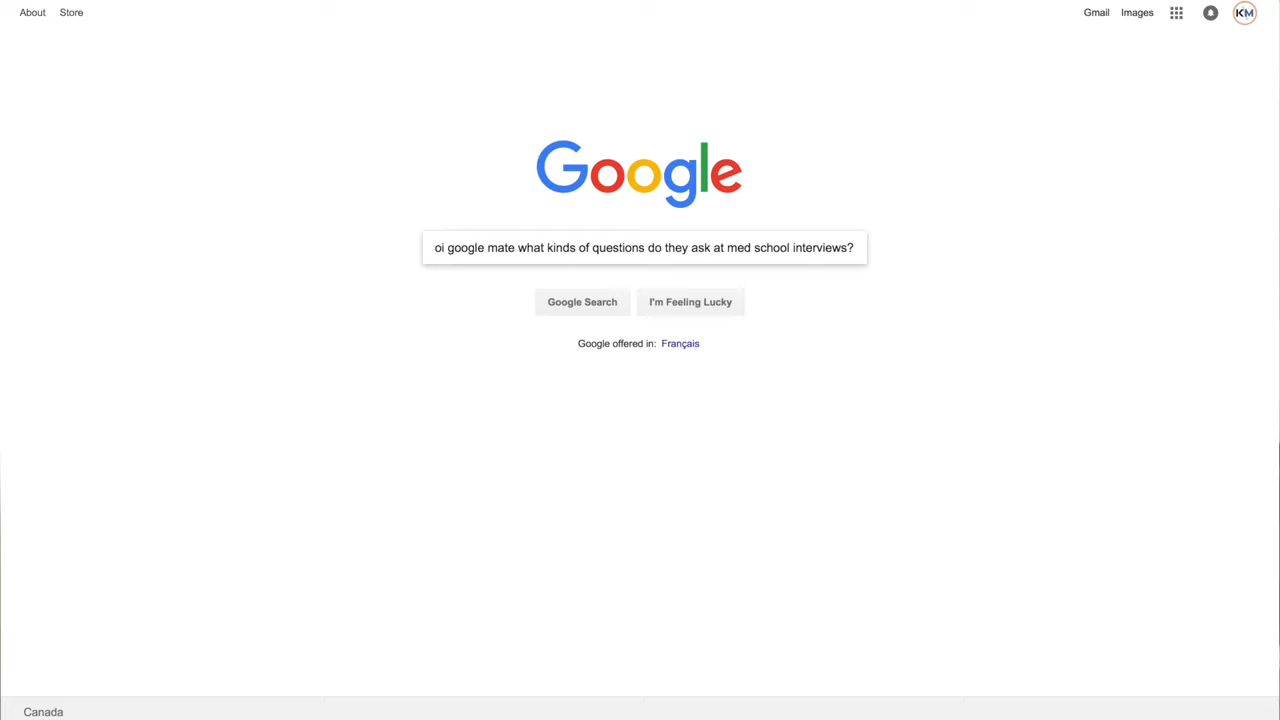 About Store Gmail Images KM
Google
oi google mate what kinds of questions do they ask at med school interviews?
Google Search I'm Feeling Lucky
Google offered in: Français
Canada